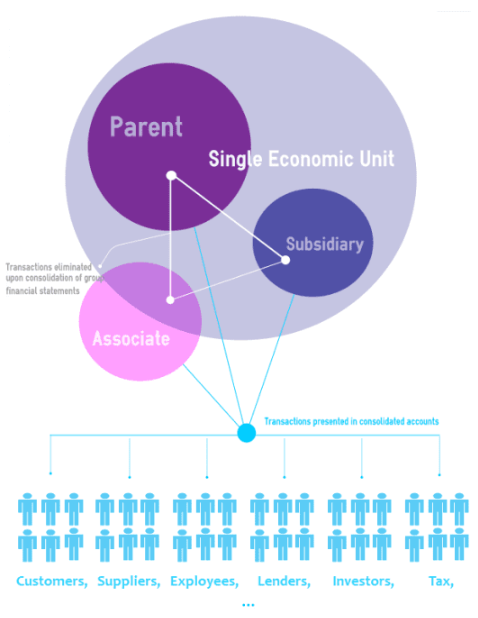 Parent
Single Economic Unit
Subsidiary
Transactions eliminated
upon consolidation of group
financial statements
Associate
Transactions presented in consolidated accounts
Customers, Suppliers, Exployees, Lenders, Investors, Tax,
...